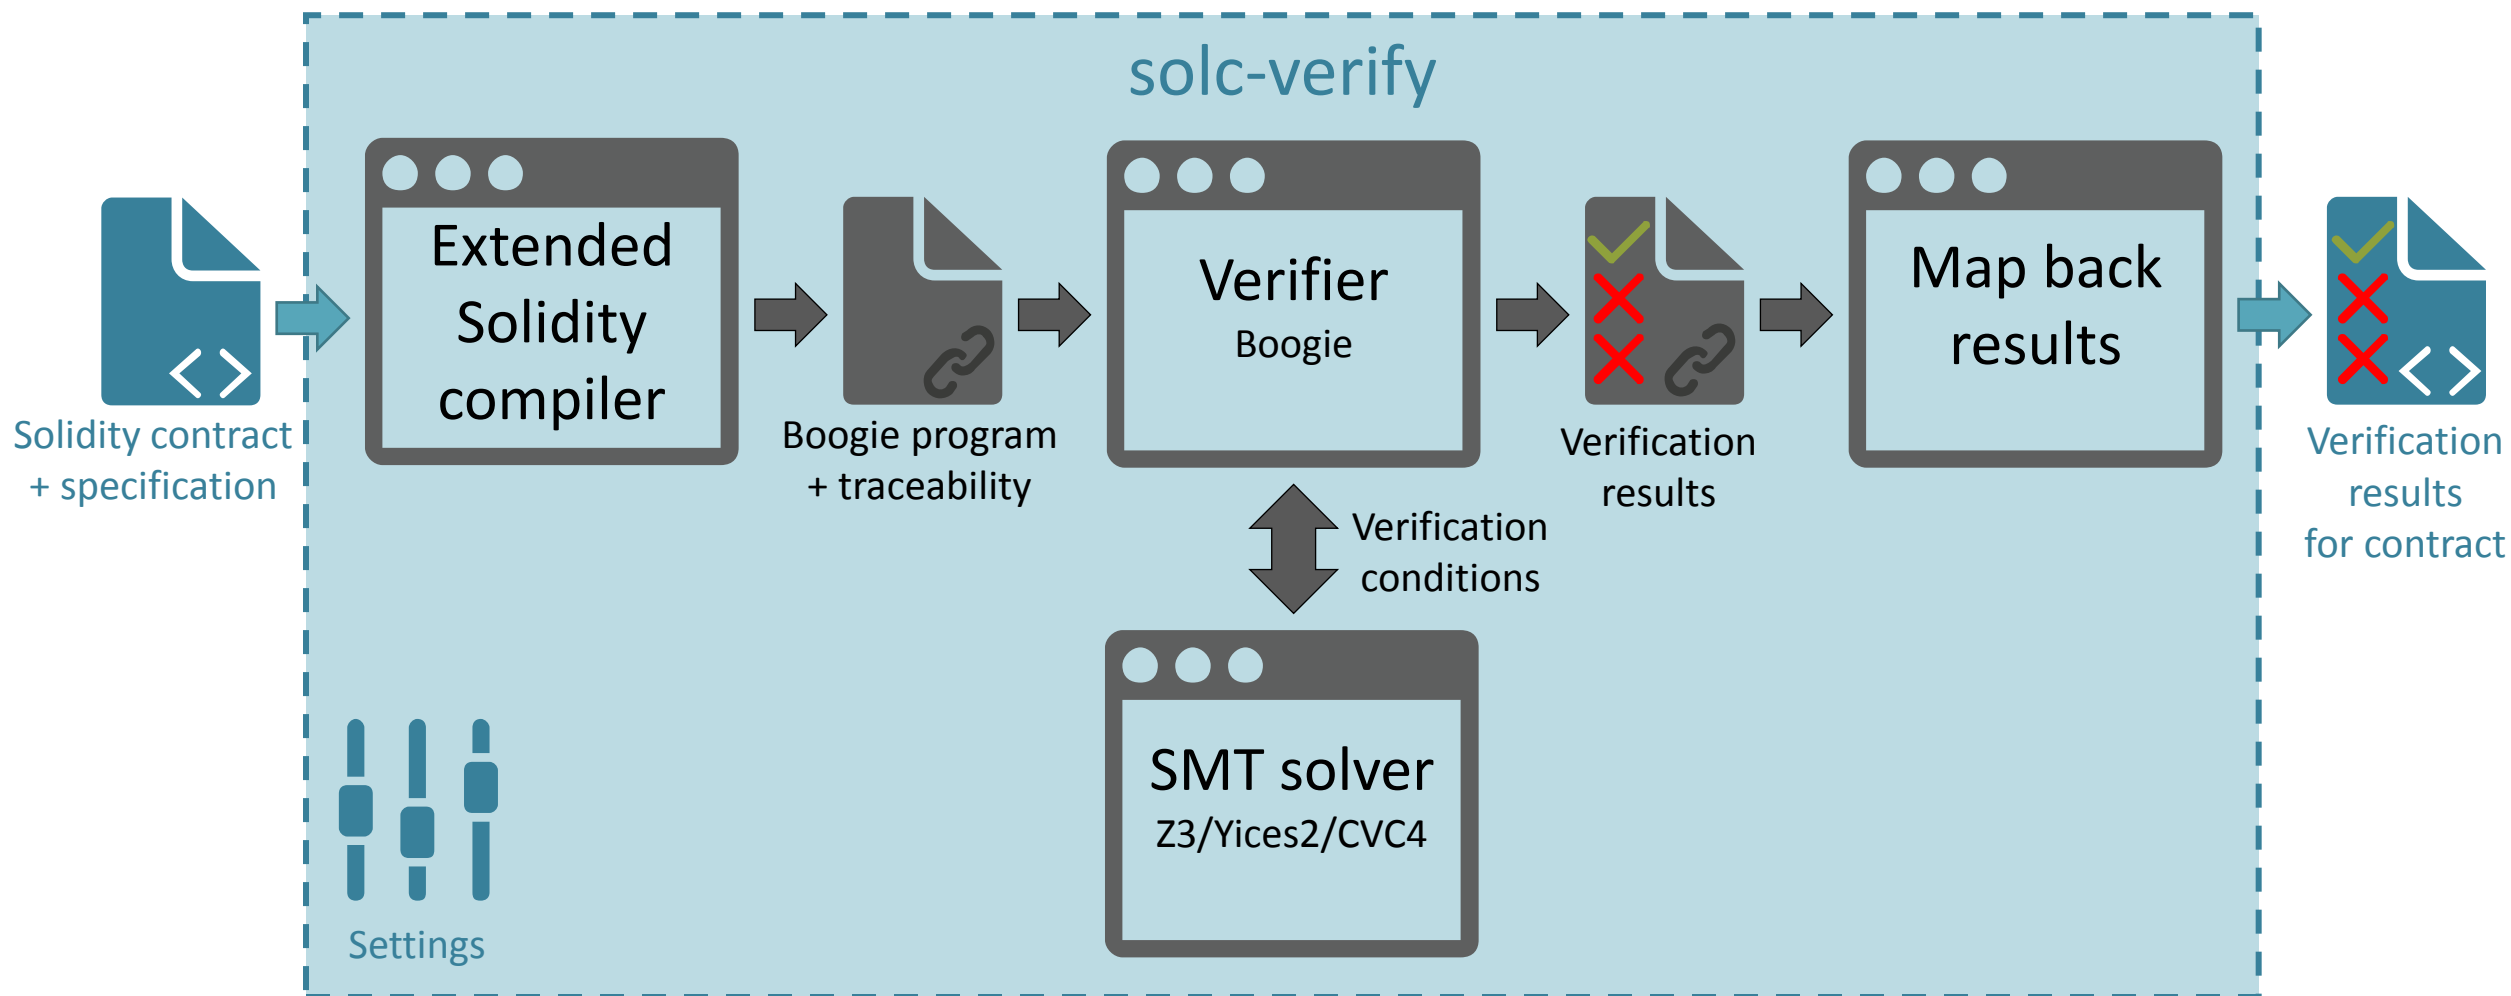 solc-verify
Solidity contract
+ specification
Extended
Solidity
compiler
Boogie program
+ traceability
Verifier
Boogie
Verification
conditions
SMT solver
Z3/Yices2/CVC4
Verification
results
Map back
results
Verification
results
for contract
Settings